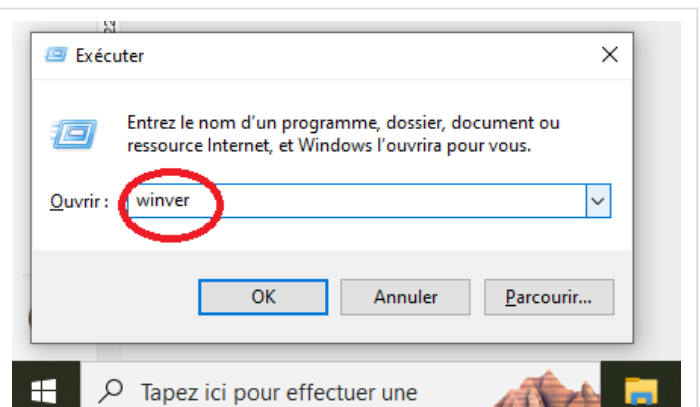 Exécuter
Entrez le nom d'un programme, dossier, document ou
ressource Internet, et Windows l'ouvrira pour vous.
Ouvrir : winver
OK Annuler Parcourir...
Tapez ici pour effectuer une